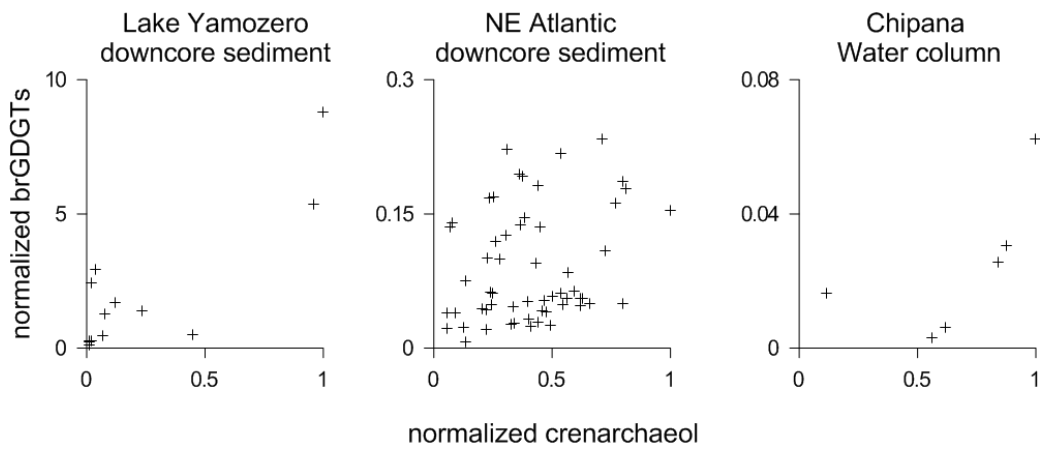 Lake Yamozero
downcore sediment
NE Atlantic
downcore sediment
Chipana
Water column
normalized brGDGTs
10
5
0
0
0.5
1
0.3
0.15
0
0
0.5
1
0.08
0.04
0
0
0.5
1
normalized crenarchaeol